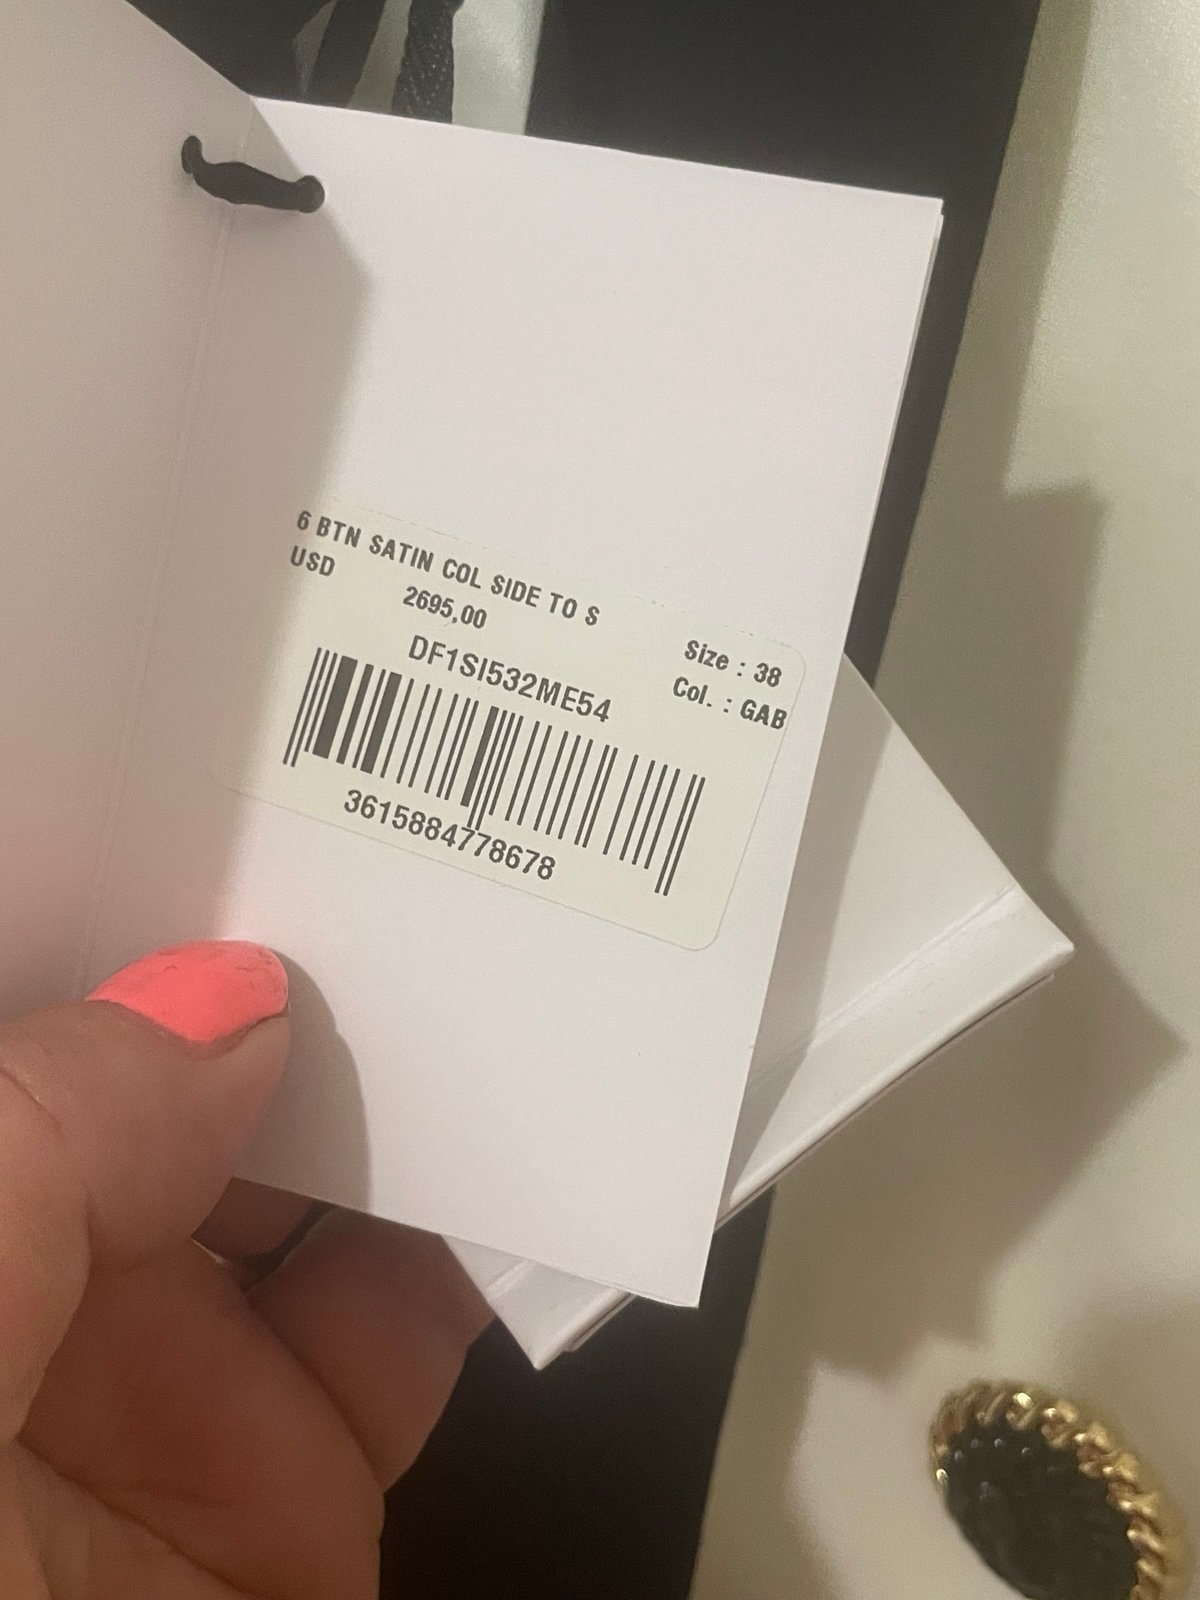 6 BTN SATIN COL SIDE TO S
USD 2695,00
Size : 38
DF1SI532ME54
Col. : GAB
3615884778678